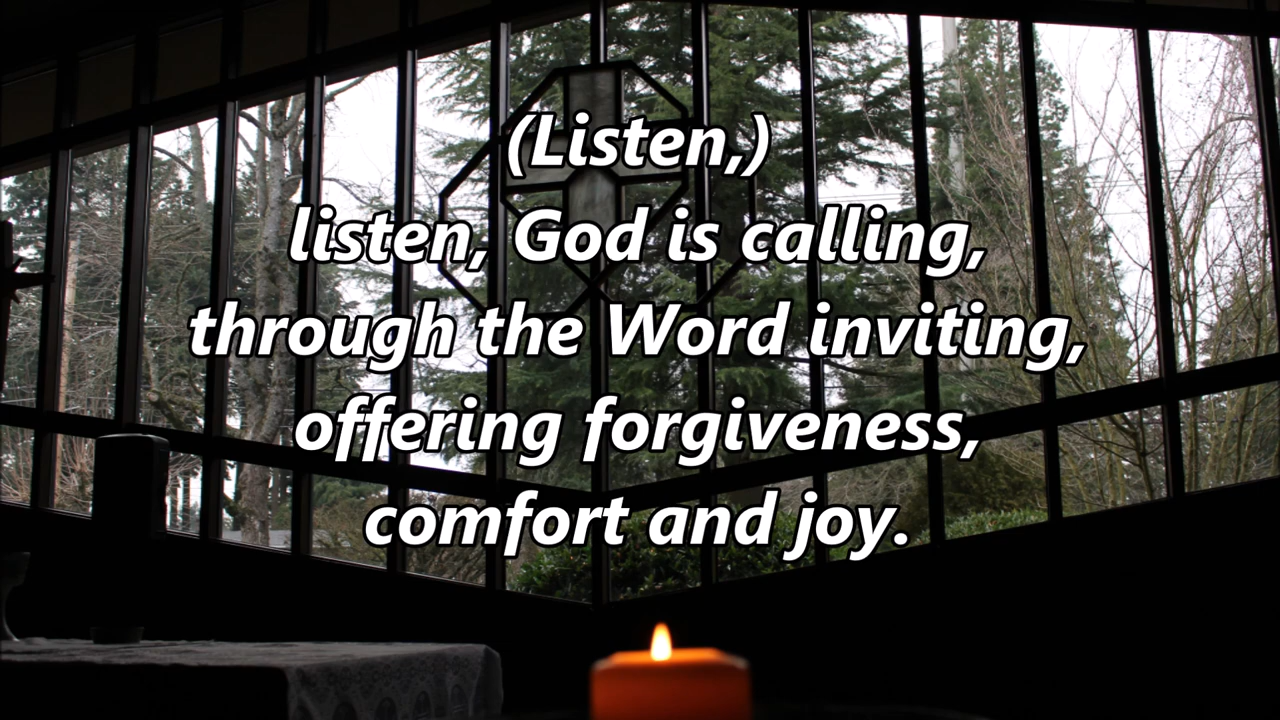 (Listen,)
listen, God is calling,
through the Word inviting,
offering forgiveness,
comfort and joy.